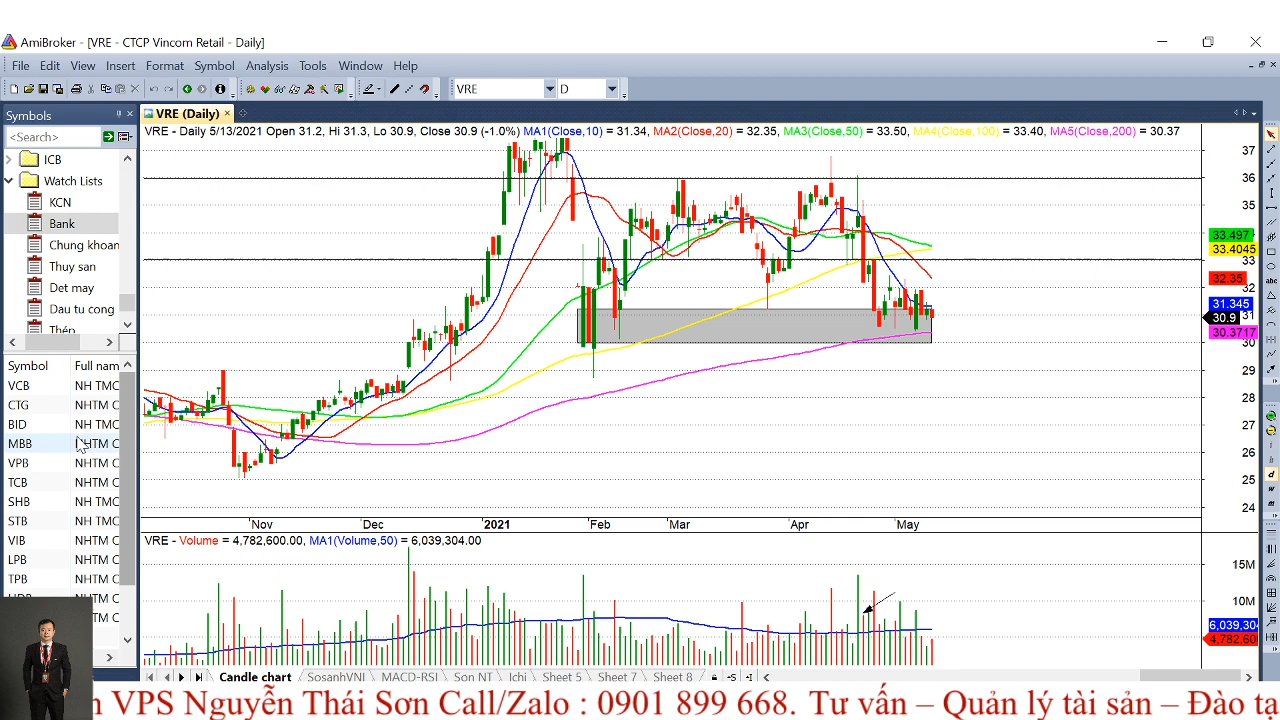 AmiBroker - [VRE - CTCP Vincom Retail - Daily]
File Edit View Insert Format Symbol Analysis Tools Window Help
VRE D
Symbols
VRE (Daily)
<Search>
VRE - Daily 5/13/2021 Open 31.2, Hi 31.3, Lo 30.9, Close 30.9 (-1.0%) MA1(Close,10) = 31.34, MA2(Close,20) = 32.35, MA3(Close,50) = 33.50, MA4(Close,100) = 33.40, MA5(Close,200) = 30.37
ICB
Watch Lists
KCN
Bank
Chung khoan
Thuy san
Det may
Dau tu cong
Thép
Symbol Full nam
VCB NH TMC
CTG NHTM C
BID NH TMC
MBB NHTM C
VPB NHTM C
TCB NHTM C
SHB NH TMC
STB NH TMC
VIB NHTM C
LPB NHTM C
TPB NHTM C
37
36
35
33.497
33.4045
33
32.35
32
31.345
30.9
31
30.3717
30
29
28
27
26
25
24
Nov Dec 2021 Feb Mar Apr May
VRE - Volume = 4,782,600.00, MA1(Volume,50) = 6,039,304.00
15M
10M
6,039,304
4,782,60
Candle chart SosanhVNI MACD-RSI Son NT Ichi Sheet 5 Sheet 7 Sheet 8
VPS Nguyễn Thái Sơn Call/Zalo : 0901 899 668. Tư vấn – Quản lý tài sản – Đào tạ